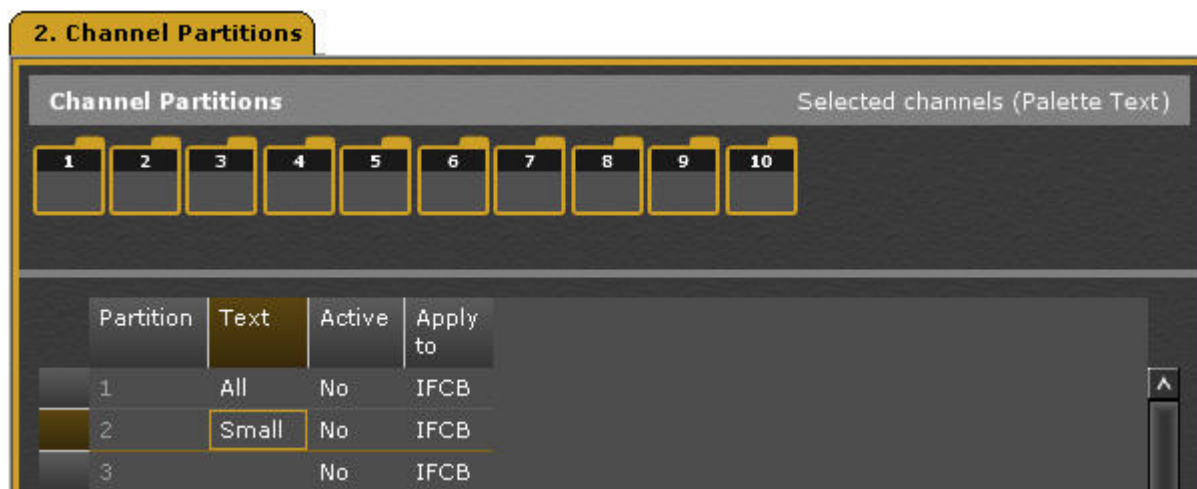 2. Channel Partitions
Channel Partitions Selected channels (Palette Text)
1 2 3 4 5 6 7 8 9 10
Partition Text Active Apply to
1 All No IFCB
2 Small No IFCB
3 No IFCB